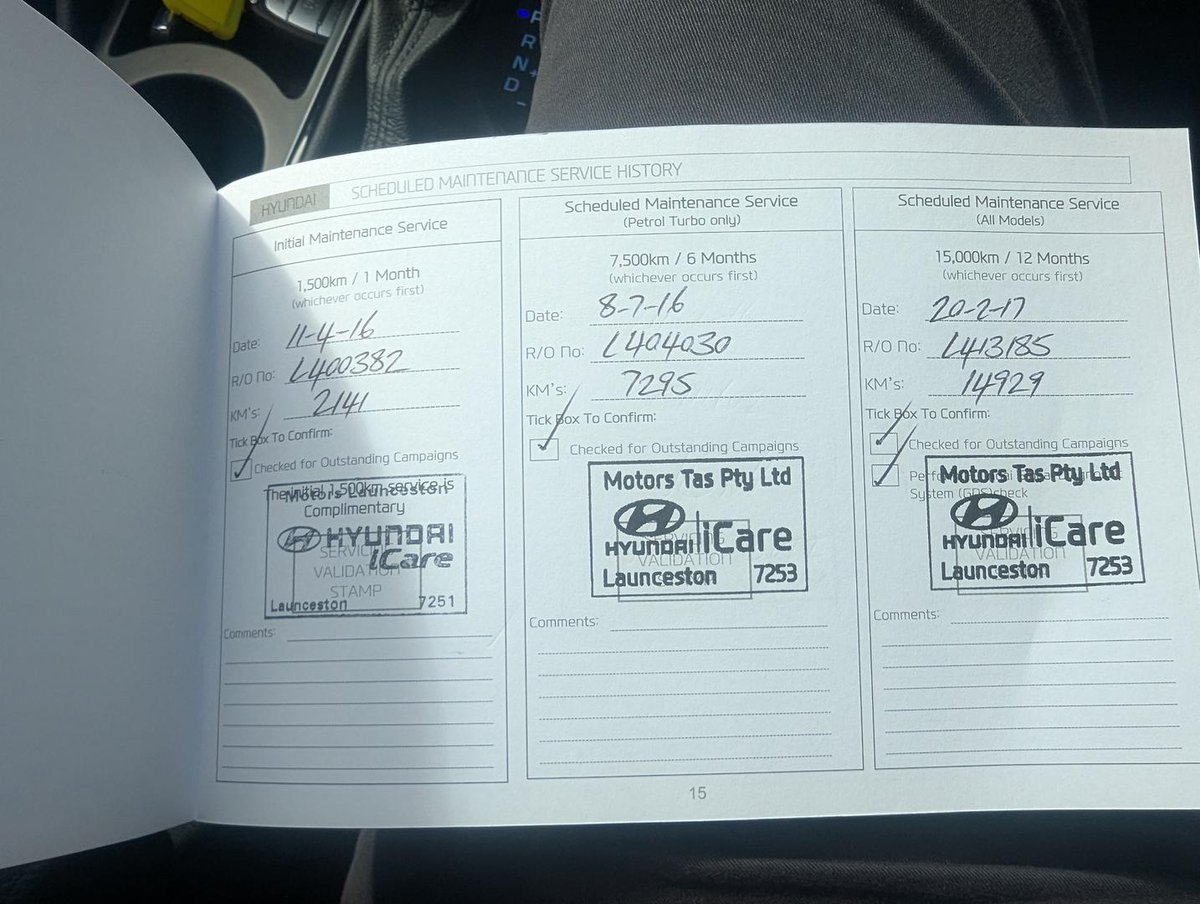 P
R
N +
D -
HYUNDAI SCHEDULED MAINTENANCE SERVICE HISTORY
Initial Maintenance Service
1,500km / 1 Month
(whichever occurs first)
Date: 11-4-16
R/O No: L400382
KM's: 2141
Tick Box To Confirm:
Checked for Outstanding Campaigns
The initial 1,500km service is
Complimentary
Motors Launceston
HYUNDAI
iCare
SERVICE
VALIDATION
STAMP
Launceston 7251
Comments:
Scheduled Maintenance Service
(Petrol Turbo only)
7,500km / 6 Months
(whichever occurs first)
Date: 8-7-16
R/O No: L404030
KM's: 7295
Tick Box To Confirm:
Checked for Outstanding Campaigns
Motors Tas Pty Ltd
HYUNDAI iCare
VALIDATION
Launceston 7253
Comments:
Scheduled Maintenance Service
(All Models)
15,000km / 12 Months
(whichever occurs first)
Date: 20-2-17
R/O No: L413185
KM's: 14929
Tick Box To Confirm:
Checked for Outstanding Campaigns
System (GDS) check
Motors Tas Pty Ltd
HYUNDAI iCare
VALIDATION
Launceston 7253
Comments:
15